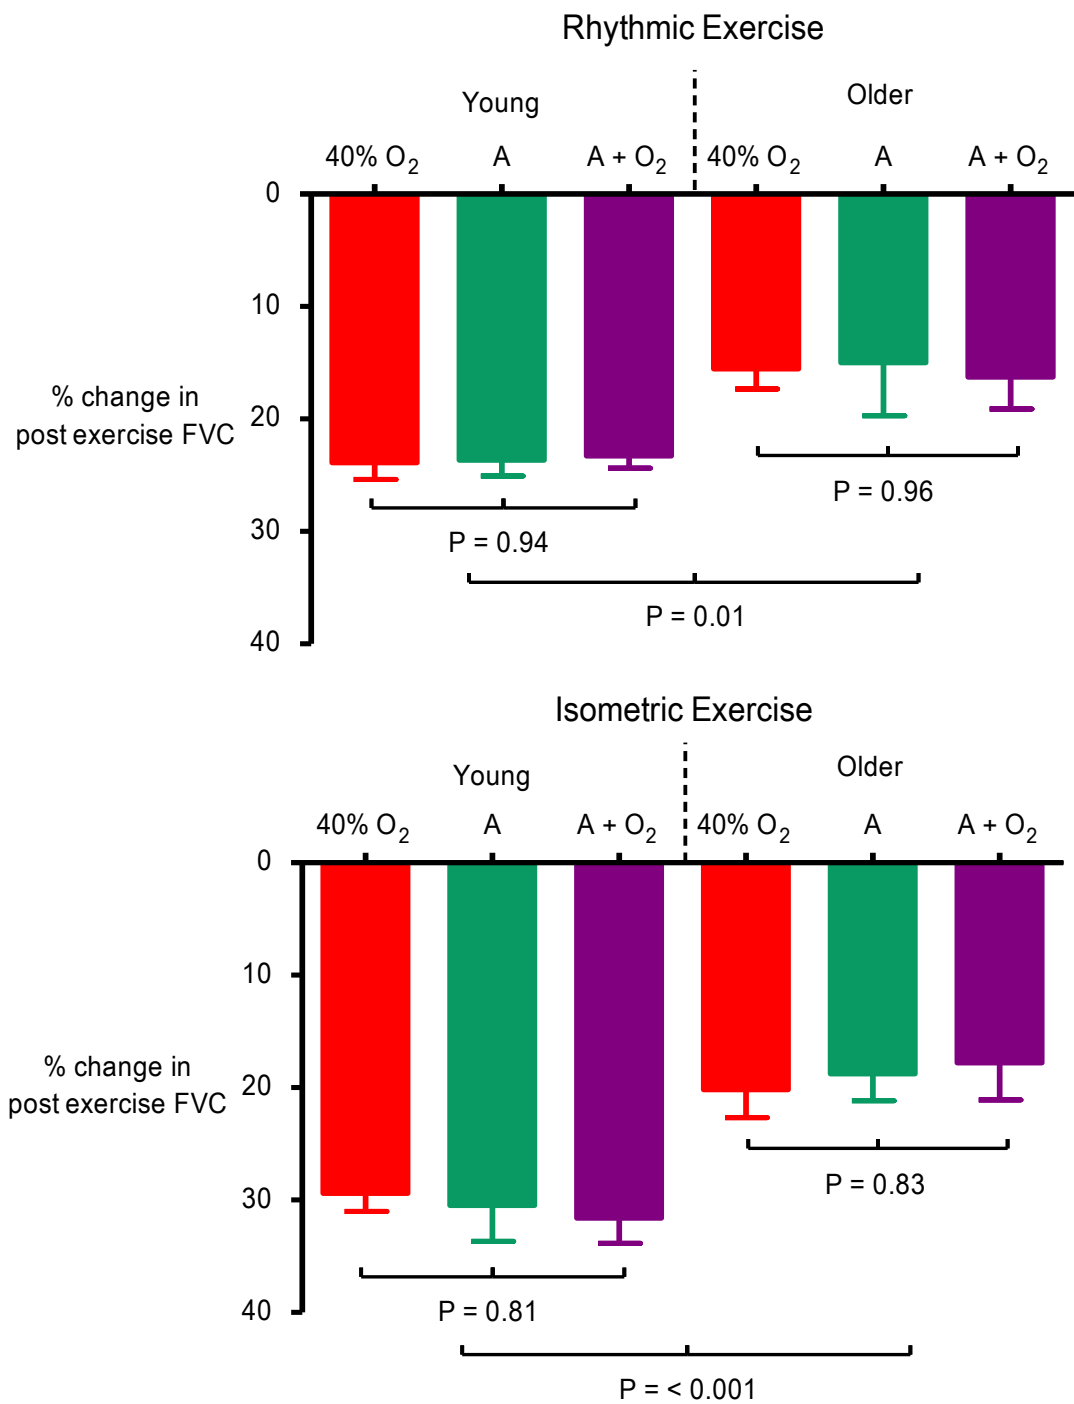 Rhythmic Exercise
Young
Older
40% O₂ A A + O₂ 40% O₂ A A + O₂
0
10
% change in
post exercise FVC
20
P = 0.96
30
P = 0.94
P = 0.01
40
Isometric Exercise
Young
Older
40% O₂ A A + O₂ 40% O₂ A A + O₂
0
10
% change in
post exercise FVC
20
P = 0.83
30
40
P = 0.81
P = < 0.001